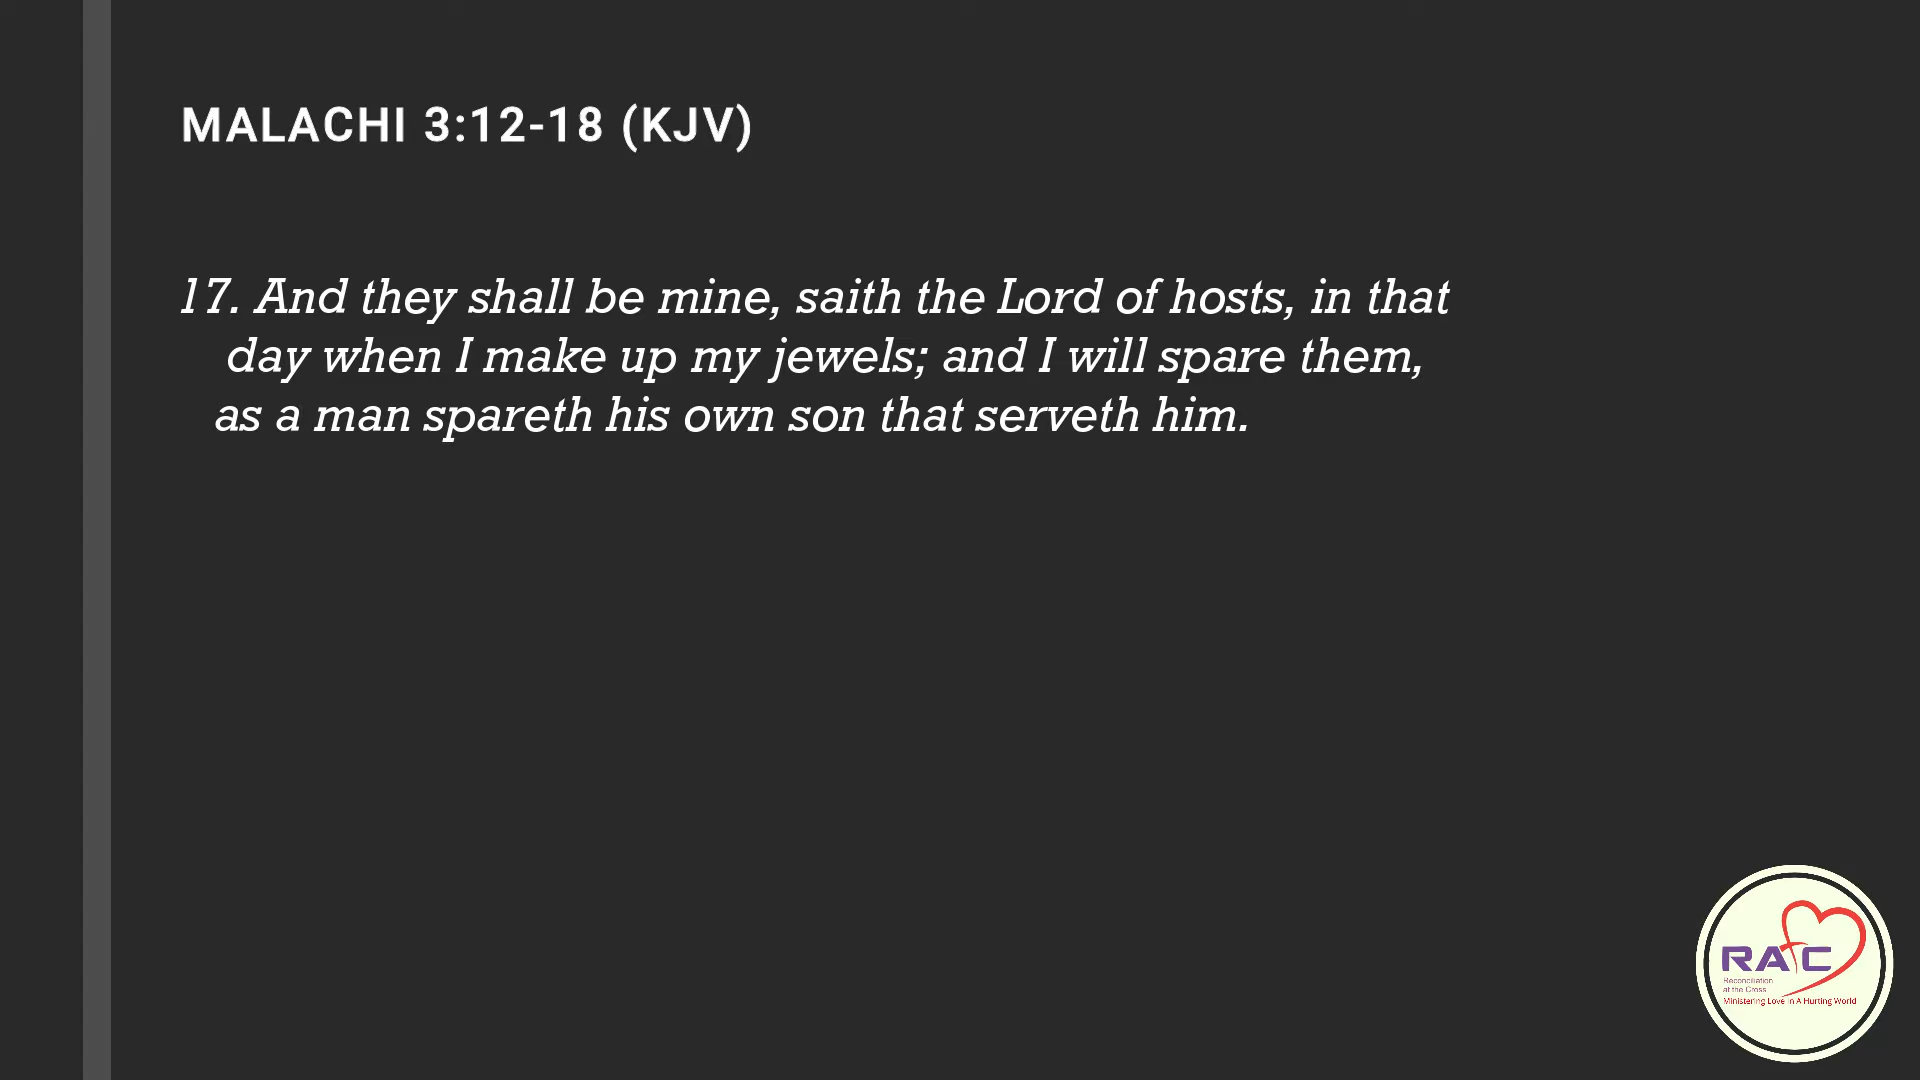 MALACHI 3:12-18 (KJV)
17. And they shall be mine, saith the Lord of hosts, in that
day when I make up my jewels; and I will spare them,
as a man spareth his own son that serveth him.
RAC
Reconciliation
at the Cross
Ministering Love in A Hurting World